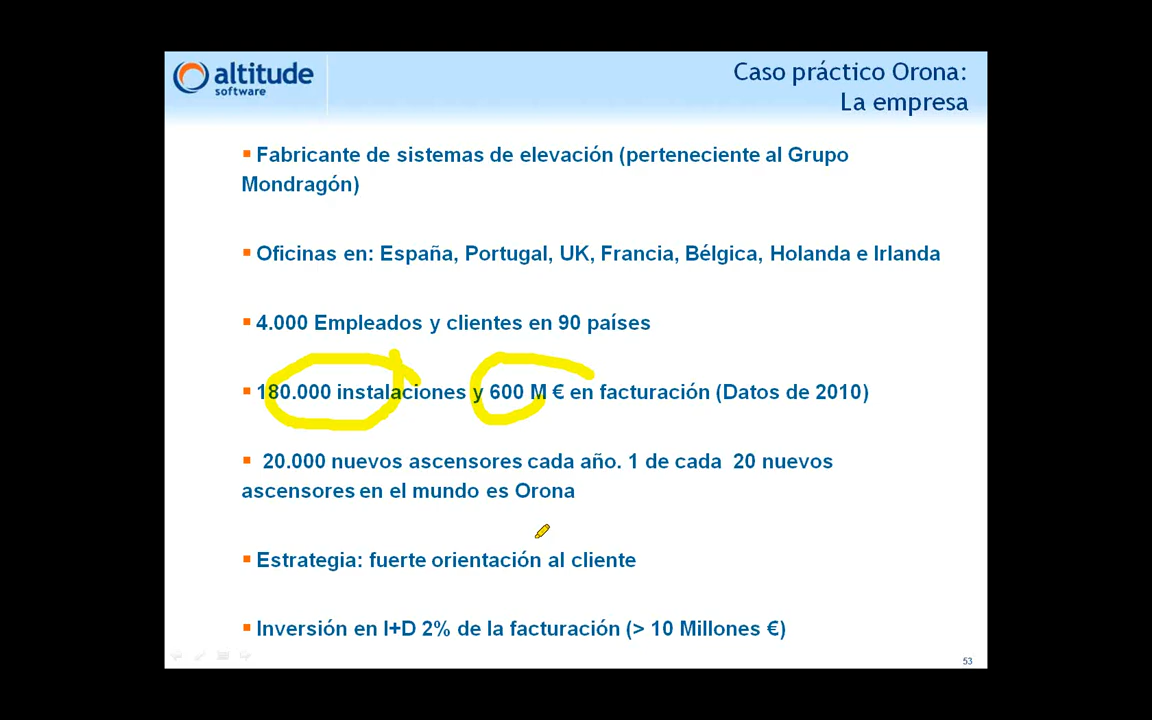 altitude
software
Caso práctico Orona:
La empresa
Fabricante de sistemas de elevación (perteneciente al Grupo
Mondragón)
Oficinas en: España, Portugal, UK, Francia, Bélgica, Holanda e Irlanda
4.000 Empleados y clientes en 90 países
180.000 instalaciones y 600 M € en facturación (Datos de 2010)
20.000 nuevos ascensores cada año. 1 de cada 20 nuevos
ascensores en el mundo es Orona
Estrategia: fuerte orientación al cliente
Inversión en I+D 2% de la facturación (> 10 Millones €)
53